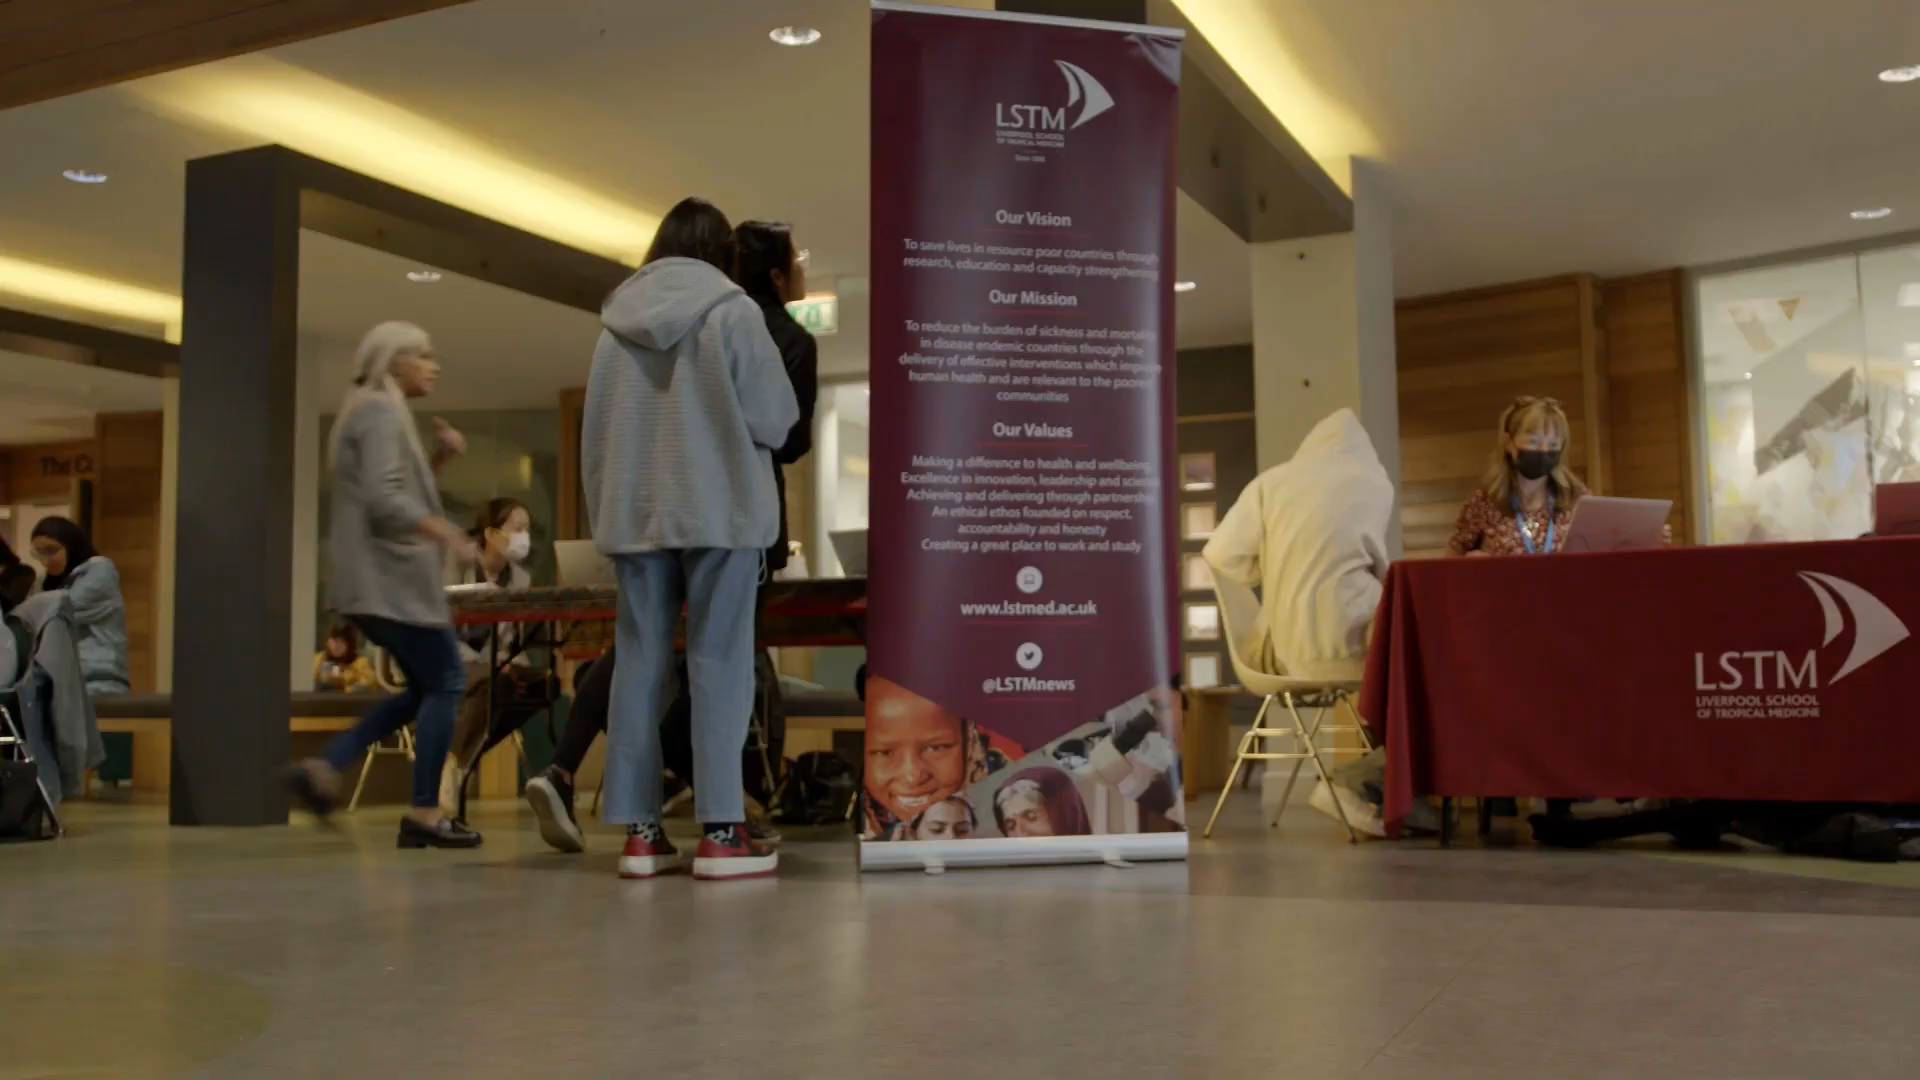 LSTM
LIVERPOOL SCHOOL
OF TROPICAL MEDICINE
Since 1898
Our Vision
To save lives in resource poor countries through
research, education and capacity strengthening
Our Mission
To reduce the burden of sickness and mortality
in disease endemic countries through the
delivery of effective interventions which improve
human health and are relevant to the poorest
communities
Our Values
Making a difference to health and wellbeing
Excellence in innovation, leadership and science
Achieving and delivering through partnership
An ethical ethos founded on respect,
accountability and honesty
Creating a great place to work and study
www.lstmed.ac.uk
@LSTMnews
LSTM
LIVERPOOL SCHOOL
OF TROPICAL MEDICINE
The